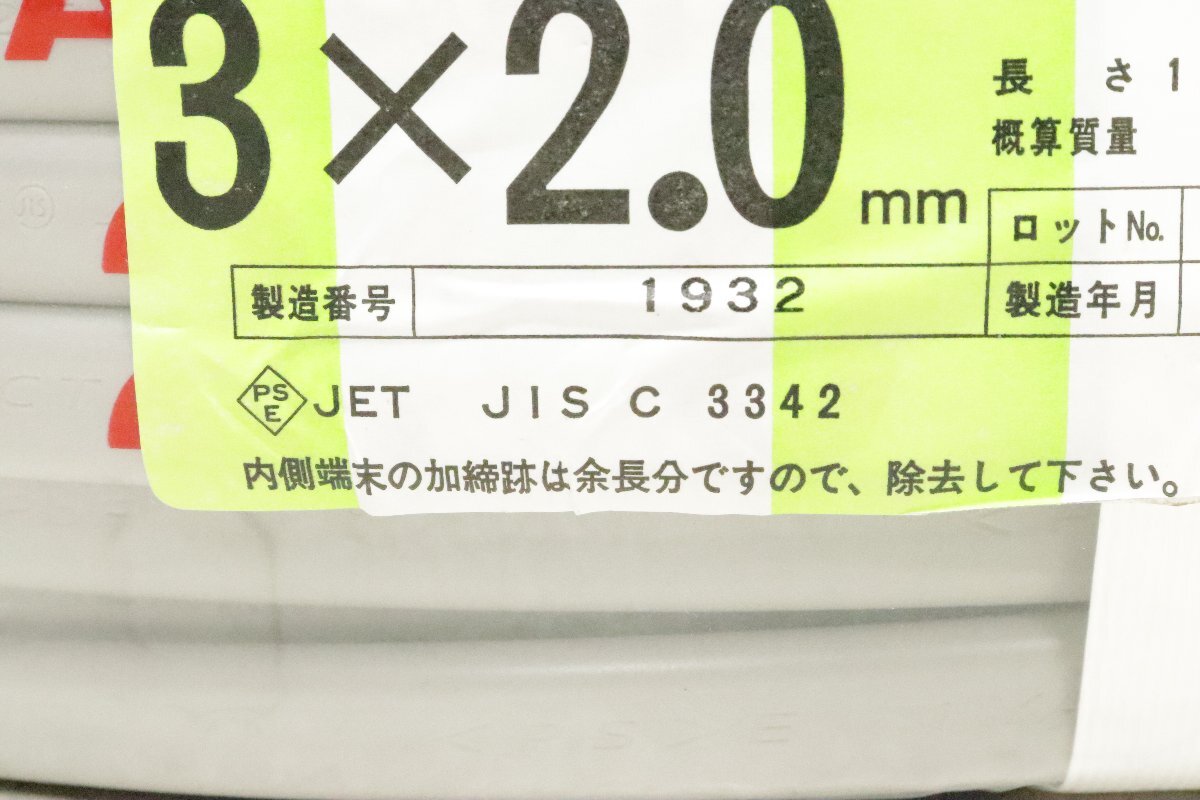 3×2.0mm
長さ1
概算質量
ロットNo.
製造番号 1932 製造年月
PSE JET JIS C 3342
内側端末の加締跡は余長分ですので、除去して下さい。
A
JIS